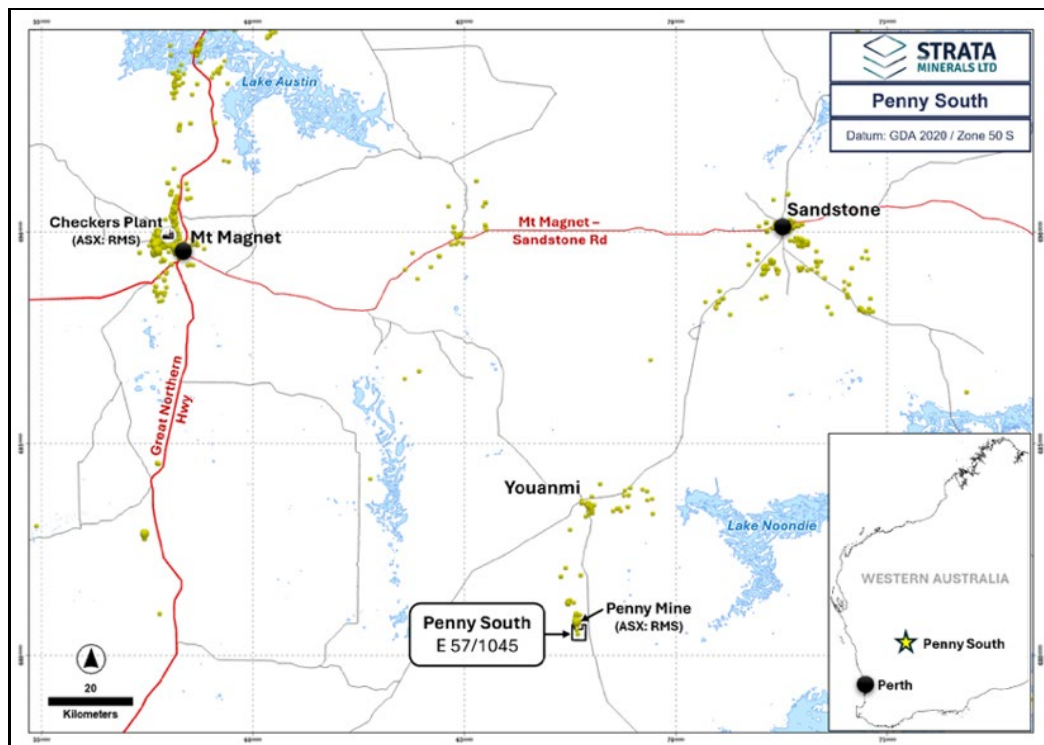 STRATA
MINERALS LTD
Penny South
Datum: GDA 2020 / Zone 50 S
Lake Austin
Checkers Plant
(ASX: RMS)
Mt Magnet
Mt Magnet –
Sandstone Rd
Sandstone
Great Northern
Hwy
Youanmi
Lake Noondie
Penny South
E 57/1045
Penny Mine
(ASX: RMS)
20
Kilometers
WESTERN AUSTRALIA
Penny South
Perth